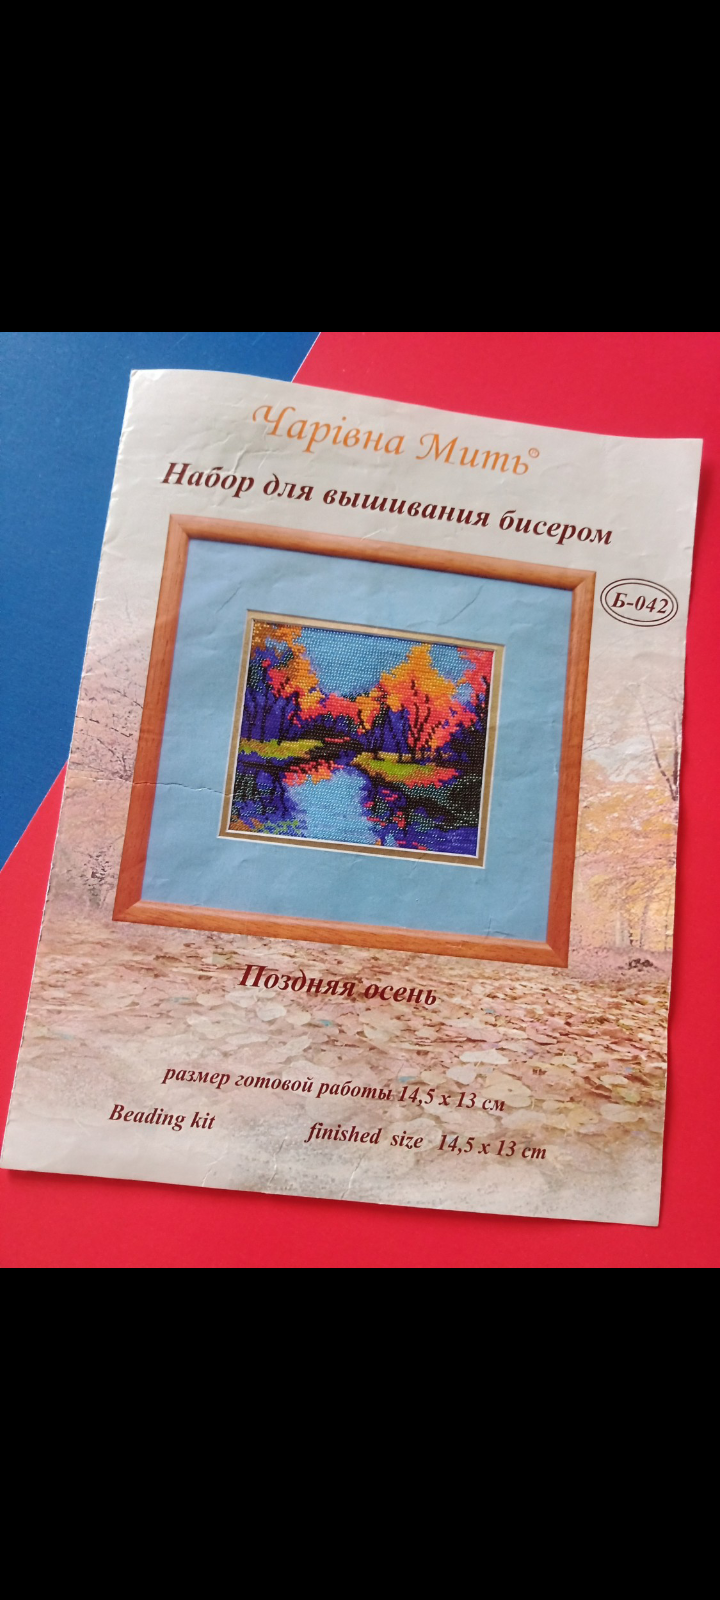 Чарівна Мить©
Набор для вышивания бисером
Б-042
Поздняя осень
размер готовой работы 14,5 х 13 см
Beading kit finished size 14,5 x 13 cm